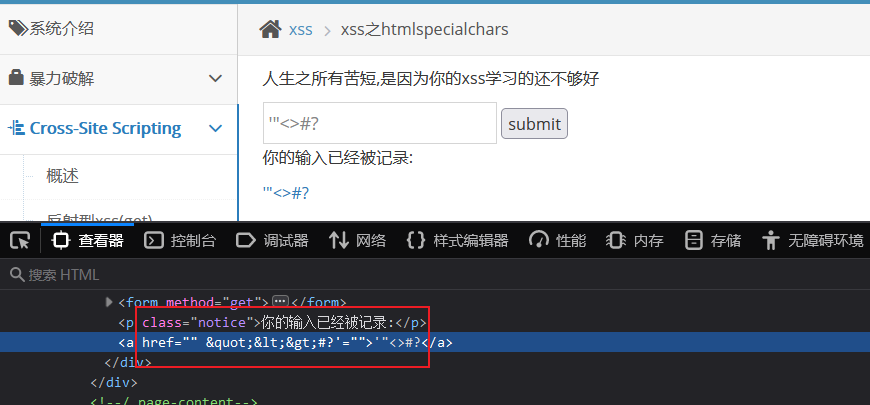 系统介绍
xss > xss之htmlspecialchars
暴力破解
人生之所有苦短,是因为你的xss学习的还不够好
'"<>#?
submit
Cross-Site Scripting
你的输入已经被记录:
概述
'"<>#?
反射型xss(get)
查看器 控制台 调试器 网络 样式编辑器 性能 内存 存储 无障碍环境
搜索 HTML
<form method="get">⋯</form>
<p class="notice">你的输入已经被记录:</p>
<a href="" &quot;&lt;&gt;#?'="">'"<>#?</a>
</div>
</div>
<!--/.page-content-->